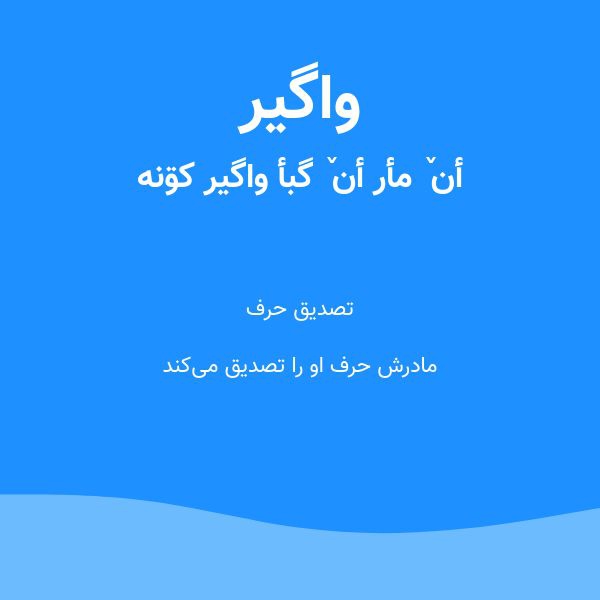 واگیر
أنˇ مأر أنˇ گبأ واگیر کۊنه
تصدیق حرف
مادرش حرف او را تصدیق می‌کند